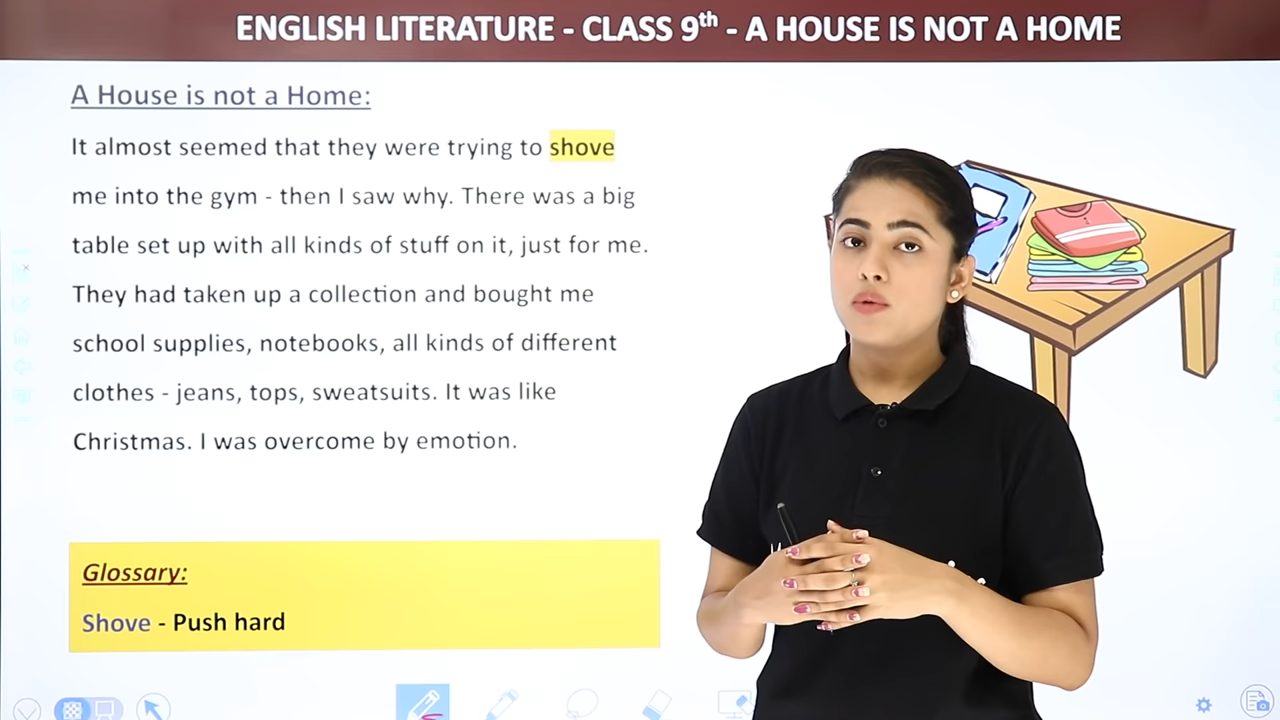 ENGLISH LITERATURE - CLASS 9th - A HOUSE IS NOT A HOME
A House is not a Home:
It almost seemed that they were trying to shove
me into the gym - then I saw why. There was a big
table set up with all kinds of stuff on it, just for me.
They had taken up a collection and bought me
school supplies, notebooks, all kinds of different
clothes - jeans, tops, sweatsuits. It was like
Christmas. I was overcome by emotion.
Glossary:
Shove - Push hard